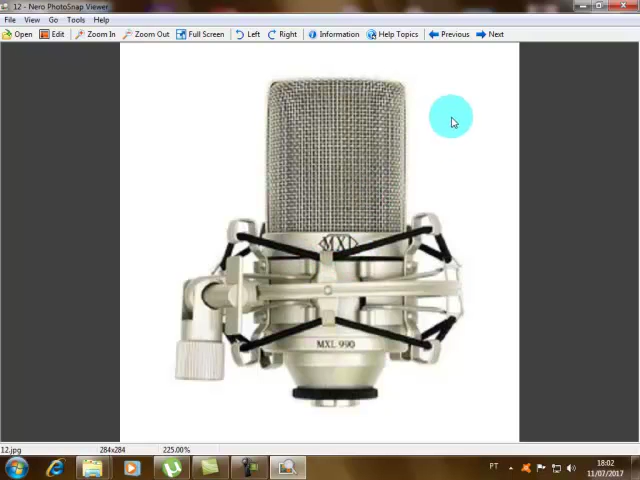 12 - Nero PhotoSnap Viewer
File View Go Tools Help
Open Edit Zoom In Zoom Out Full Screen Left Right Information Help Topics Previous Next
MXL
MXL 990
12.jpg 284x284 225.00%
PT 18:02
11/07/2017